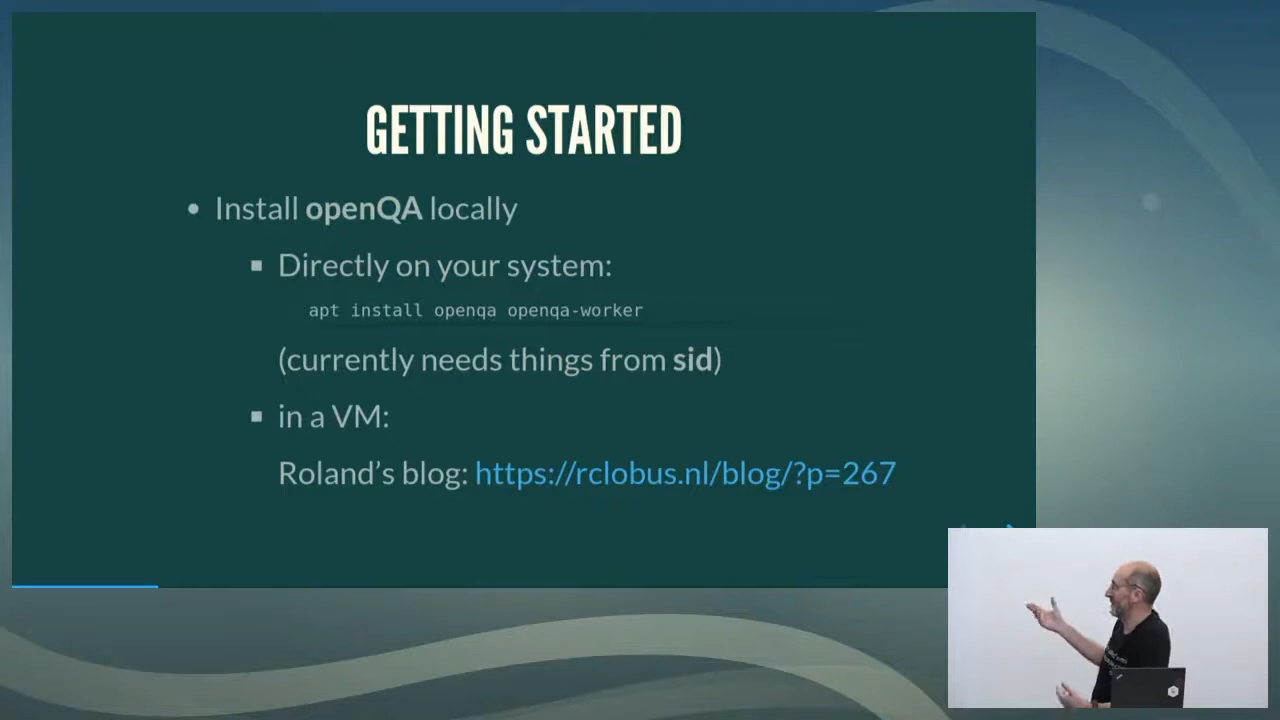 GETTING STARTED
Install openQA locally
Directly on your system:
apt install openqa openqa-worker
(currently needs things from sid)
in a VM:
Roland’s blog: https://rclobus.nl/blog/?p=267